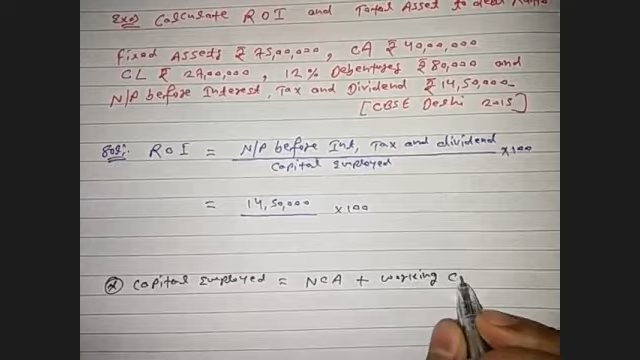 Exo) Calculate ROI and Total Asset to debt Ratio
Fixed Assets ₹ 75,00,000, CA ₹ 40,00,000
CL ₹ 27,00,000, 12% Debentures ₹ 80,000 and
N/P before Interest, Tax and Dividend ₹ 14,50,000
[CBSE Delhi 2015]
Sol:- ROI = N/P before Int, Tax and dividend ×100
Capital Employed
= 14,50,000 ×100
Capital Employed = NCA + Working C